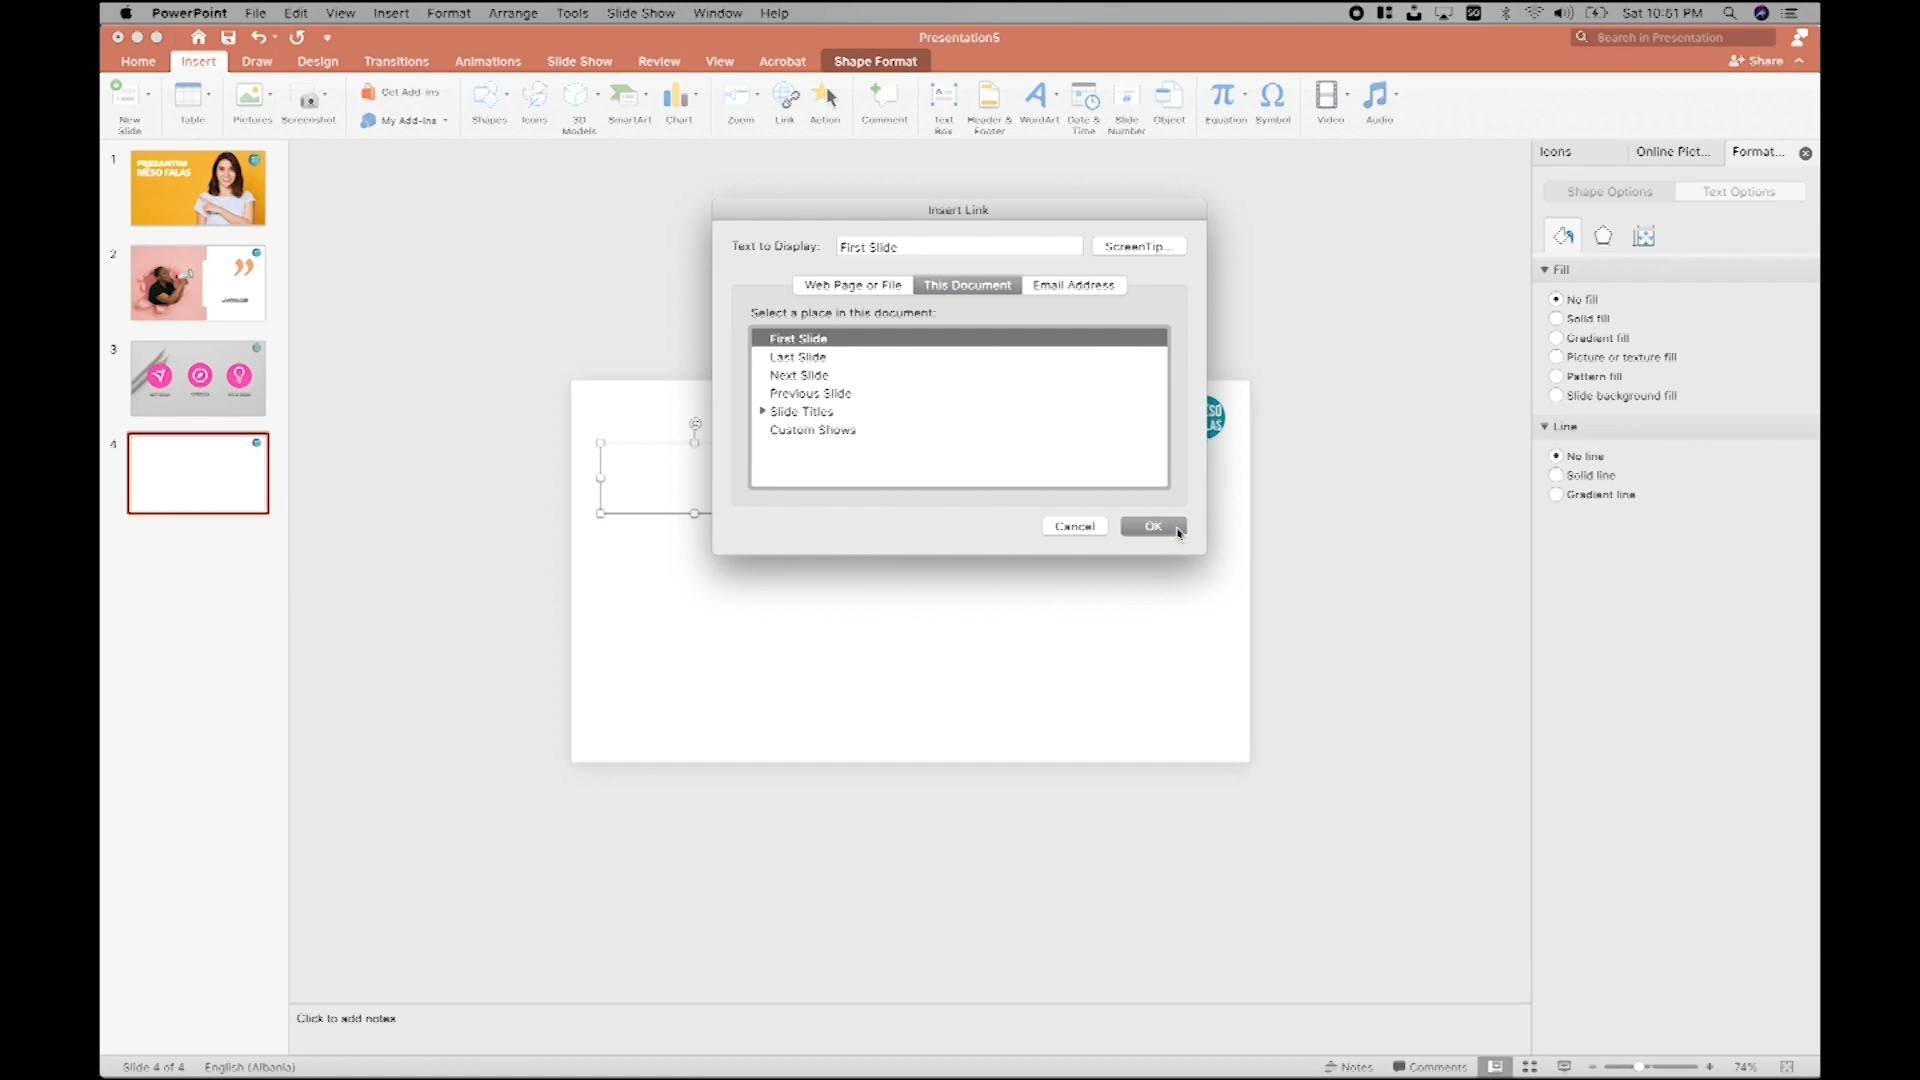 PowerPoint File Edit View Insert Format Arrange Tools Slide Show Window Help Sat 10:51 PM
Presentation5 Search in Presentation
Home Insert Draw Design Transitions Animations Slide Show Review View Acrobat Shape Format Share
New Slide Table Pictures Screenshot Get Add-ins My Add-ins Shapes Icons 3D Models SmartArt Chart Zoom Link Action Comment Text Box Header & Footer WordArt Date & Time Slide Number Object Equation Symbol Video Audio
1
PREZANTIM
MËSO FALAS
2
3
4
Insert Link
Text to Display: First Slide ScreenTip...
Web Page or File This Document Email Address
Select a place in this document:
First Slide
Last Slide
Next Slide
Previous Slide
Slide Titles
Custom Shows
Cancel OK
Icons Online Pict... Format...
Shape Options Text Options
Fill
No fill
Solid fill
Gradient fill
Picture or texture fill
Pattern fill
Slide background fill
Line
No line
Solid line
Gradient line
Click to add notes
Slide 4 of 4 English (Albania) Notes Comments 74%